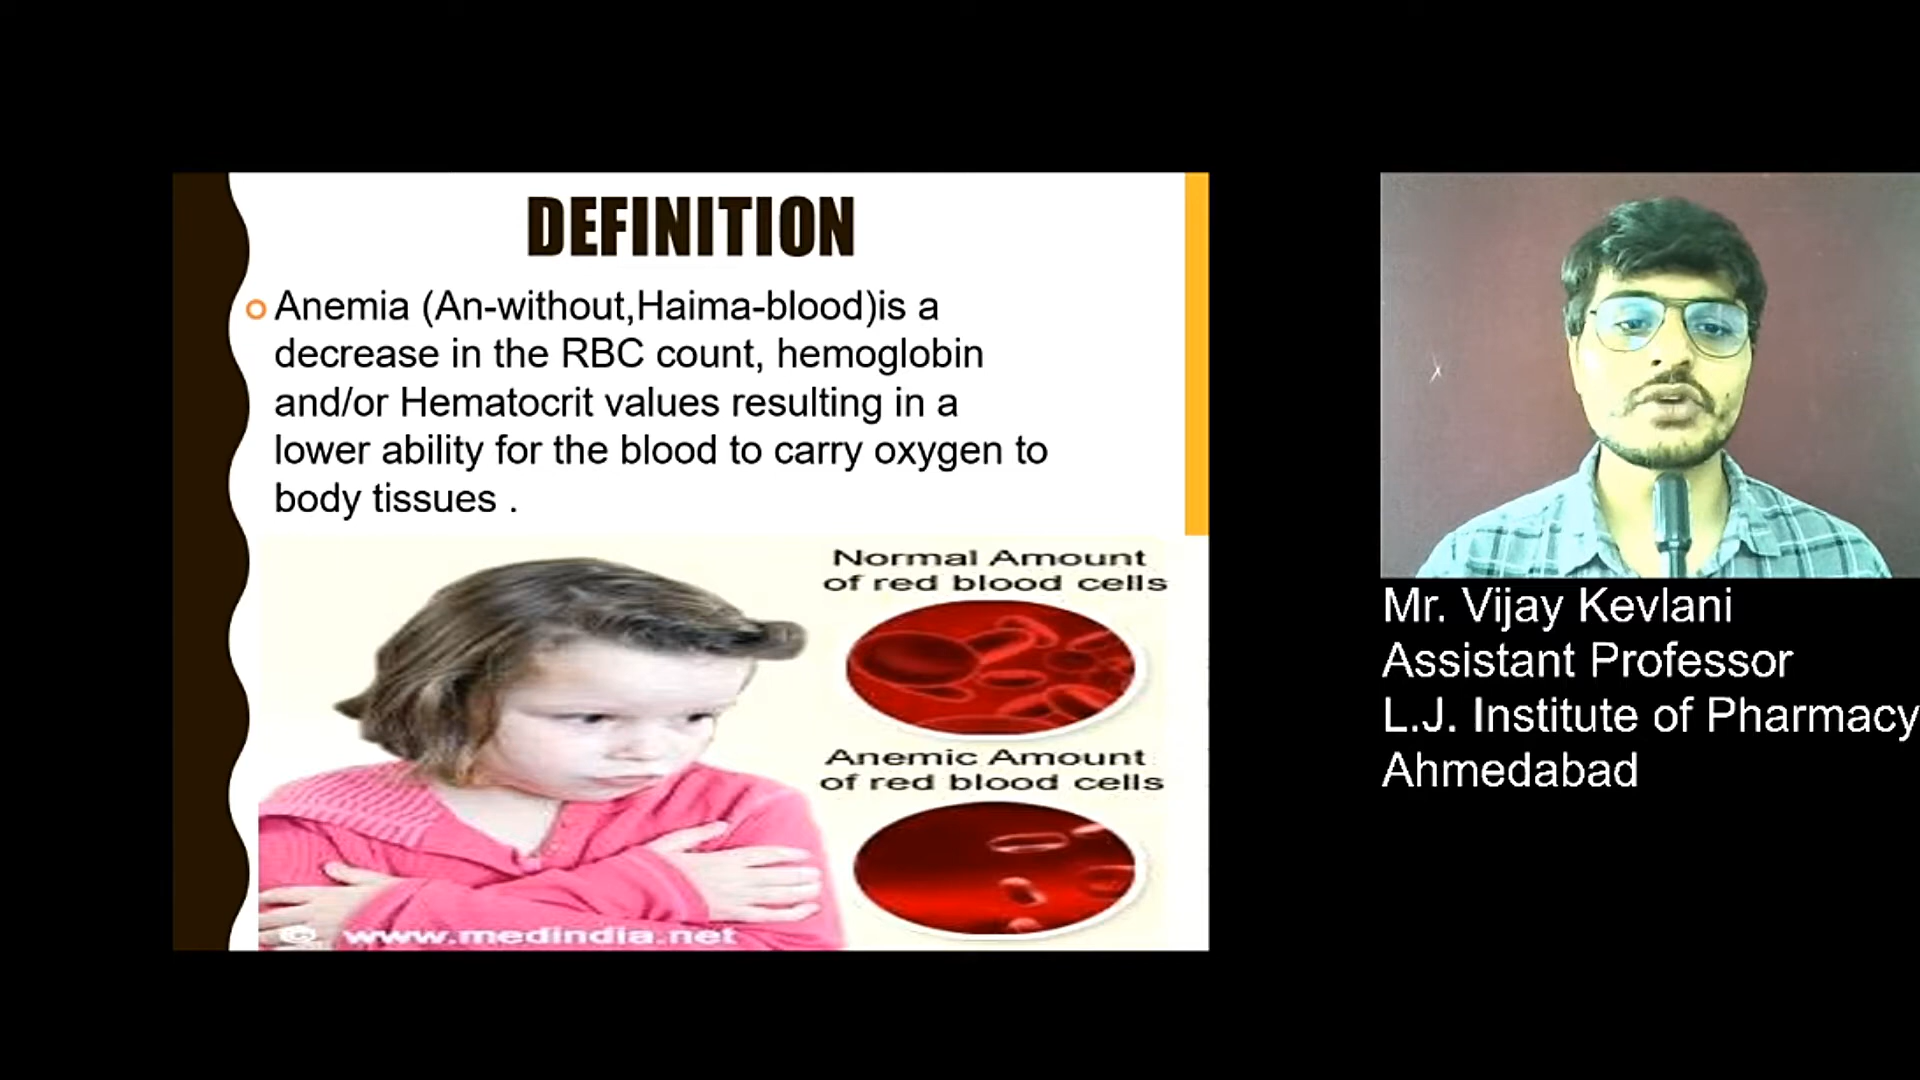 DEFINITION
Anemia (An-without,Haima-blood)is a
decrease in the RBC count, hemoglobin
and/or Hematocrit values resulting in a
lower ability for the blood to carry oxygen to
body tissues .
Normal Amount
of red blood cells
Anemic Amount
of red blood cells
© www.medindia.net
Mr. Vijay Kevlani
Assistant Professor
L.J. Institute of Pharmacy
Ahmedabad